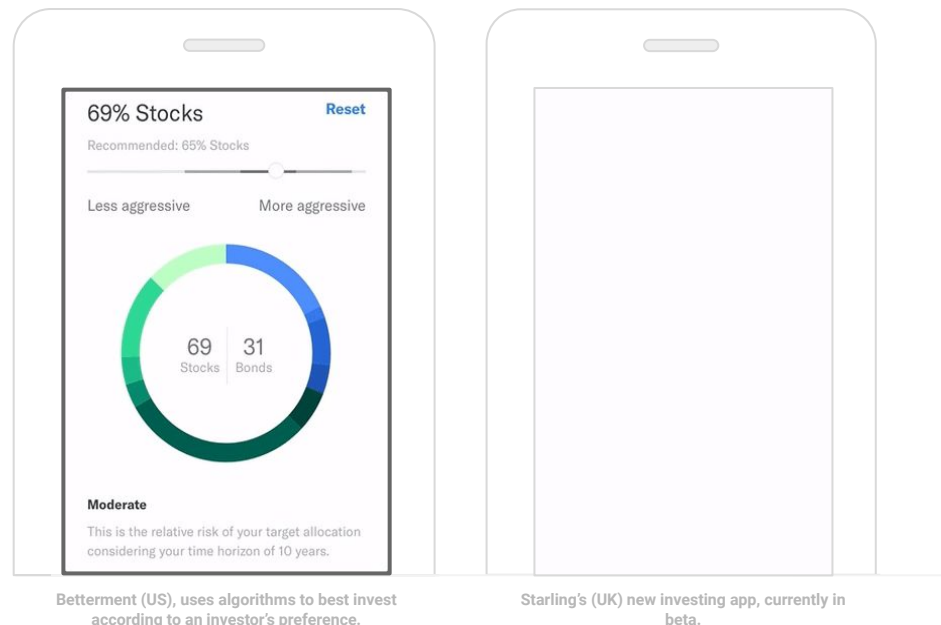 69% Stocks
Reset
Recommended: 65% Stocks
Less aggressive
More aggressive
69
31
Stocks
Bonds
Moderate
This is the relative risk of your target allocation
considering your time horizon of 10 years.
Betterment (US), uses algorithms to best invest
according to an investor's preference.
Starling's (UK) new investing app, currently in
beta.